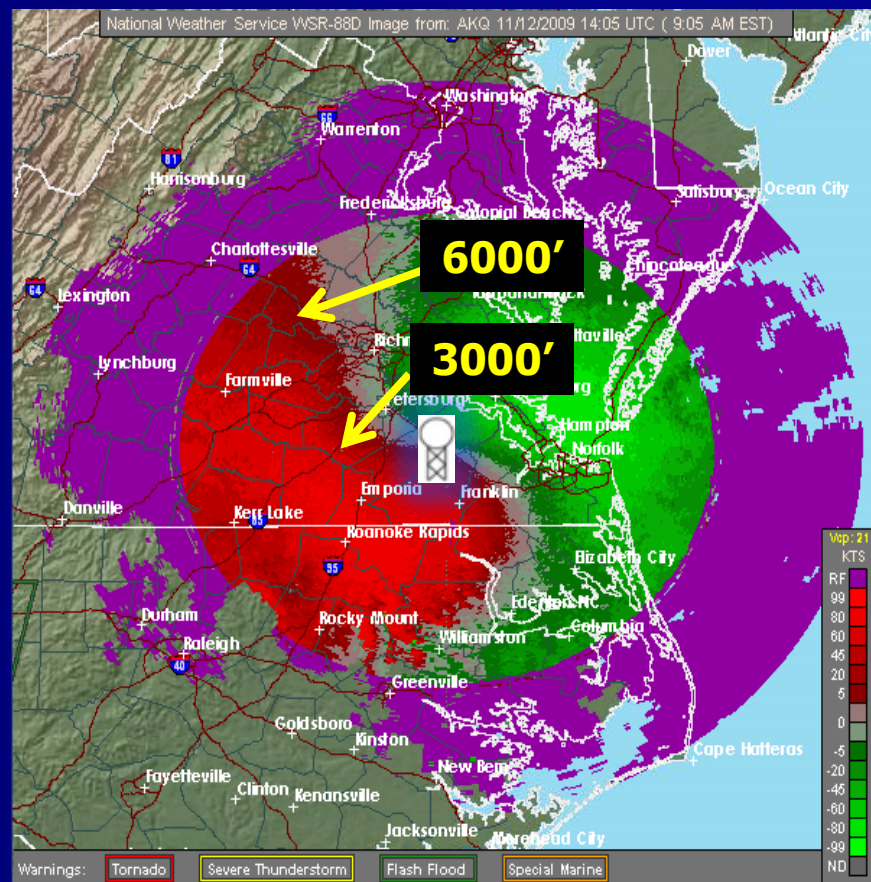 National Weather Service WSR-88D Image from: AKQ 11/12/2009 14:05 UTC ( 9:05 AM EST)
Atlantic City
Dover
Washington
66
Warrenton
81
Harrisonburg
Salisbury
Ocean City
Fredericksburg
Colonial Beach
Charlottesville
64
6000’
Chincoteague
64
Lexington
3000’
Lynchburg
Farmville
Petersburg
Hampton
Norfolk
Emporia
Franklin
Danville
Kerr Lake
85
Roanoke Rapids
Elizabeth City
95
Edenton NC
Durham
Rocky Mount
Columbia
Williamston
Raleigh
40
Greenville
Goldsboro
Kinston
Cape Hatteras
New Bern
Fayetteville
Clinton
Kenansville
Jacksonville
Morehead City
Vcp: 21
KTS
RF
99
80
60
45
20
5
0
-5
-20
-45
-60
-80
-99
ND
Warnings: Tornado Severe Thunderstorm Flash Flood Special Marine